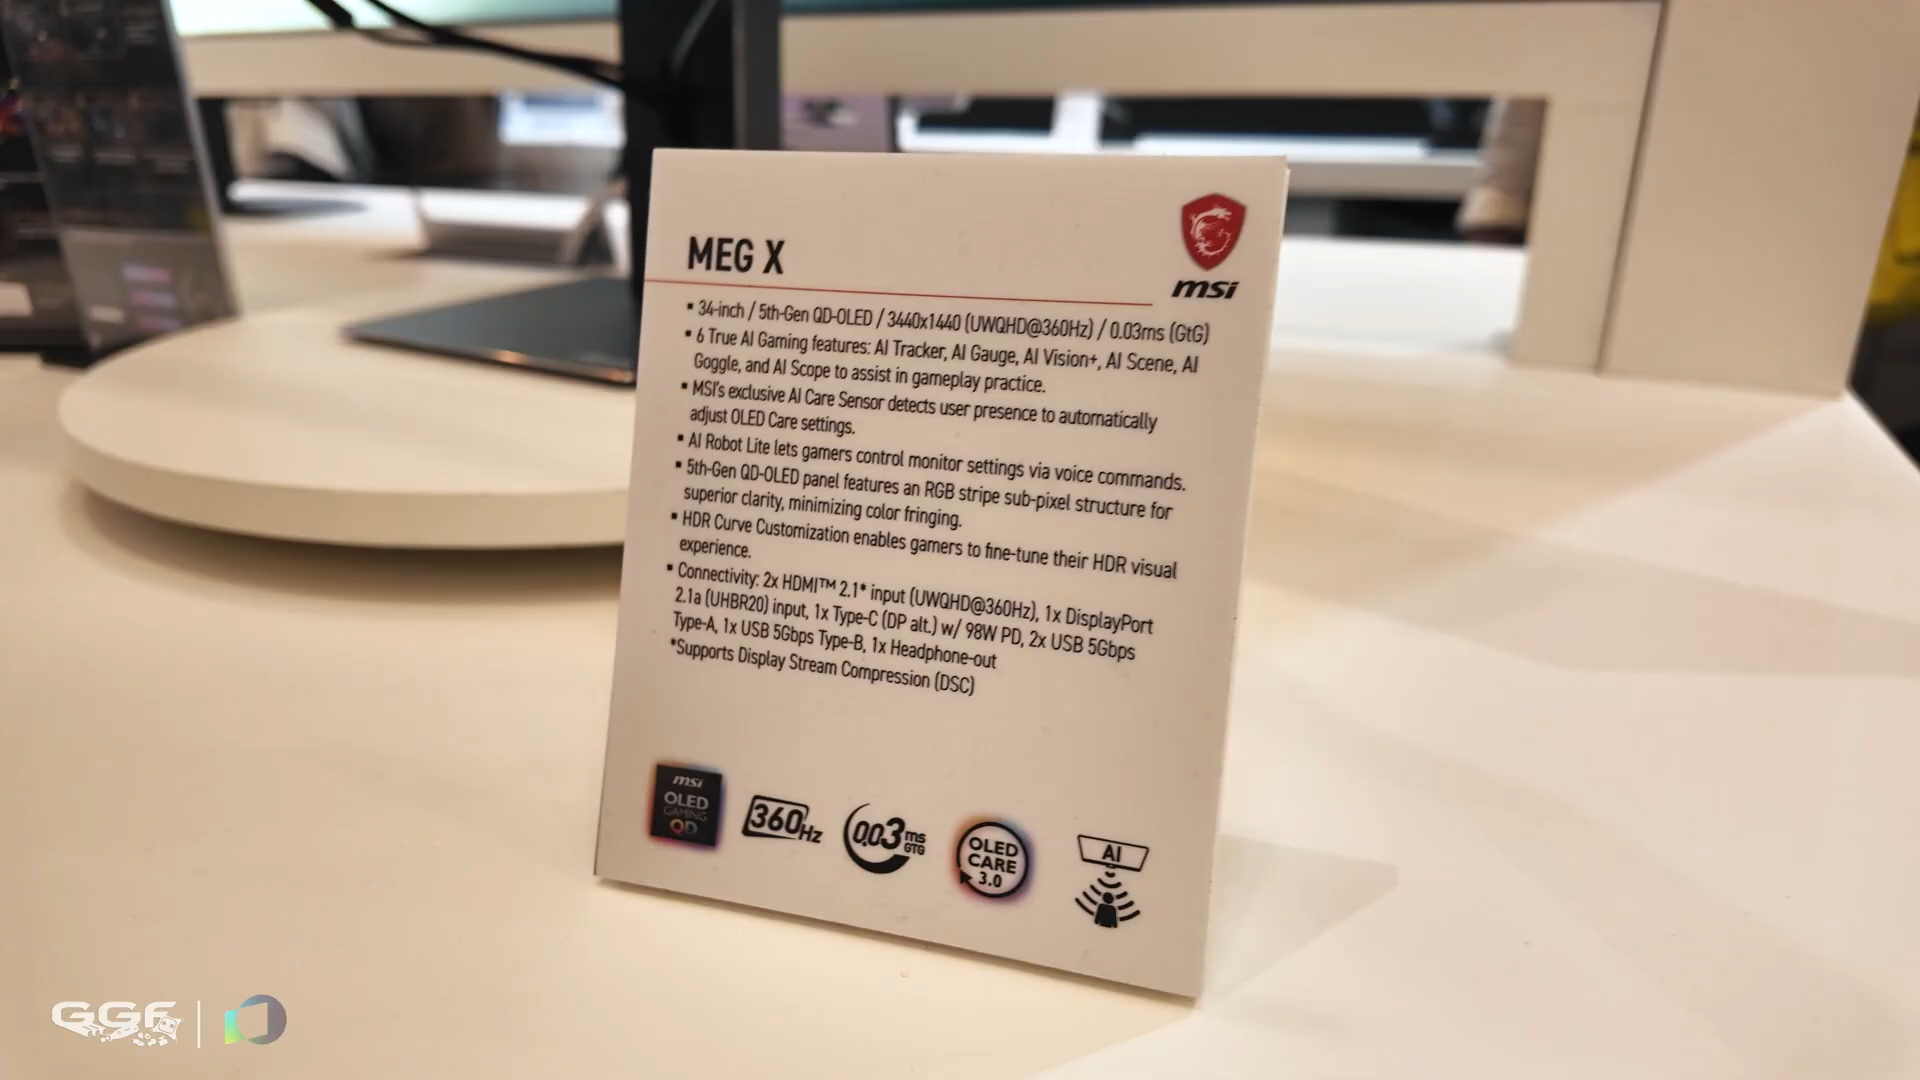 MEG X
msi
▪ 34-inch / 5th-Gen QD-OLED / 3440x1440 (UWQHD@360Hz) / 0.03ms (GtG)
▪ 6 True AI Gaming features: AI Tracker, AI Gauge, AI Vision+, AI Scene, AI
Goggle, and AI Scope to assist in gameplay practice.
▪ MSI's exclusive AI Care Sensor detects user presence to automatically
adjust OLED Care settings.
▪ AI Robot Lite lets gamers control monitor settings via voice commands.
▪ 5th-Gen QD-OLED panel features an RGB stripe sub-pixel structure for
superior clarity, minimizing color fringing.
▪ HDR Curve Customization enables gamers to fine-tune their HDR visual
experience.
▪ Connectivity: 2x HDMI™ 2.1* input (UWQHD@360Hz), 1x DisplayPort
2.1a (UHBR20) input, 1x Type-C (DP alt.) w/ 98W PD, 2x USB 5Gbps
Type-A, 1x USB 5Gbps Type-B, 1x Headphone-out
*Supports Display Stream Compression (DSC)
msi
OLED
GAMING
QD
360Hz
0.03ms
GTG
OLED
CARE
3.0
AI
GGF